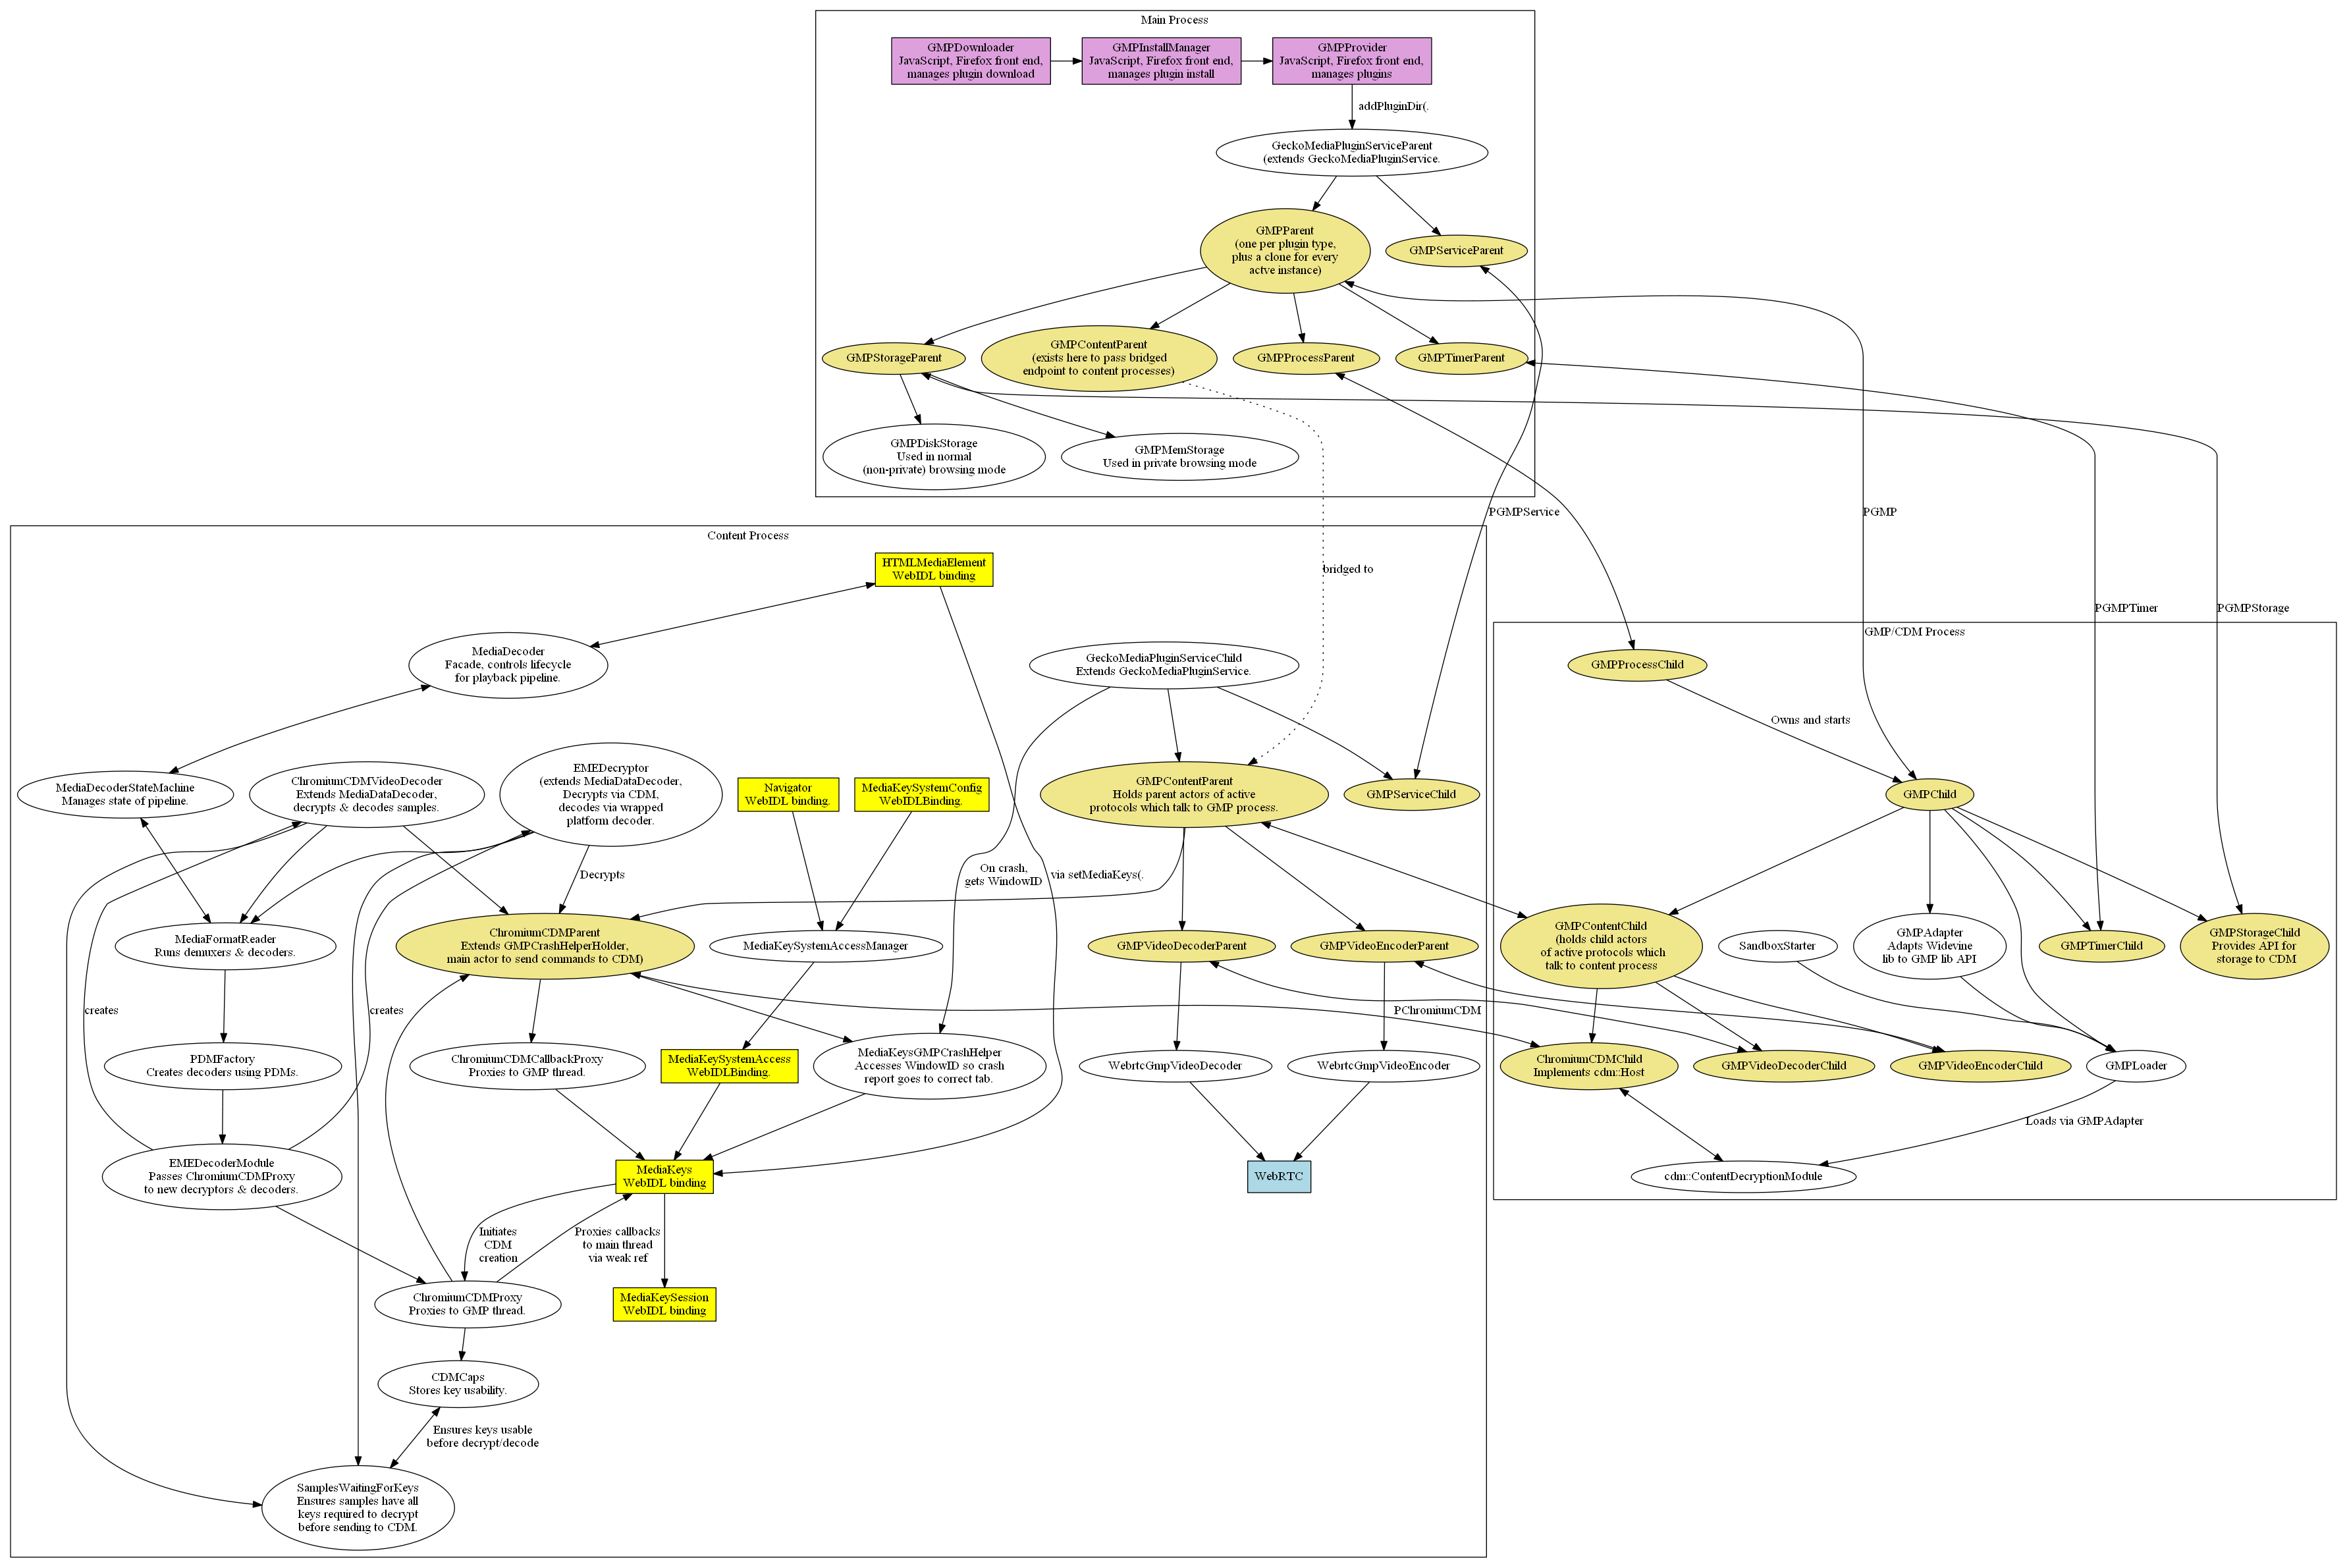 Main Process
GMPDownloader
JavaScript, Firefox front end,
manages plugin download
GMPInstallManager
JavaScript, Firefox front end,
manages plugin install
GMPProvider
JavaScript, Firefox front end,
manages plugins
addPluginDir(.
GeckoMediaPluginServiceParent
(extends GeckoMediaPluginService.
GMPParent
(one per plugin type,
plus a clone for every
actve instance)
GMPServiceParent
GMPStorageParent
GMPContentParent
(exists here to pass bridged
endpoint to content processes)
GMPProcessParent
GMPTimerParent
GMPDiskStorage
Used in normal
(non-private) browsing mode
GMPMemStorage
Used in private browsing mode
PGMPService
PGMP
bridged to
PGMPTimer
PGMPStorage
Content Process
HTMLMediaElement
WebIDL binding
MediaDecoder
Facade, controls lifecycle
for playback pipeline.
GeckoMediaPluginServiceChild
Extends GeckoMediaPluginService.
MediaDecoderStateMachine
Manages state of pipeline.
ChromiumCDMVideoDecoder
Extends MediaDataDecoder,
decrypts & decodes samples.
EMEDecryptor
(extends MediaDataDecoder,
Decrypts via CDM,
decodes via wrapped
platform decoder.
Navigator
WebIDL binding.
MediaKeySystemConfig
WebIDLBinding.
GMPContentParent
Holds parent actors of active
protocols which talk to GMP process.
GMPServiceChild
Decrypts
On crash,
gets WindowID
via setMediaKeys(.
MediaFormatReader
Runs demuxers & decoders.
ChromiumCDMParent
Extends GMPCrashHelperHolder,
main actor to send commands to CDM)
MediaKeySystemAccessManager
GMPVideoDecoderParent
GMPVideoEncoderParent
creates
creates
PChromiumCDM
PDMFactory
Creates decoders using PDMs.
ChromiumCDMCallbackProxy
Proxies to GMP thread.
MediaKeySystemAccess
WebIDLBinding.
MediaKeysGMPCrashHelper
Accesses WindowID so crash
report goes to correct tab.
WebrtcGmpVideoDecoder
WebrtcGmpVideoEncoder
EMEDecoderModule
Passes ChromiumCDMProxy
to new decryptors & decoders.
MediaKeys
WebIDL binding
WebRTC
Initiates
CDM
creation
Proxies callbacks
to main thread
via weak ref
ChromiumCDMProxy
Proxies to GMP thread.
MediaKeySession
WebIDL binding
CDMCaps
Stores key usability.
Ensures keys usable
before decrypt/decode
SamplesWaitingForKeys
Ensures samples have all
keys required to decrypt
before sending to CDM.
GMP/CDM Process
GMPProcessChild
Owns and starts
GMPChild
GMPContentChild
(holds child actors
of active protocols which
talk to content process
SandboxStarter
GMPAdapter
Adapts Widevine
lib to GMP lib API
GMPTimerChild
GMPStorageChild
Provides API for
storage to CDM
ChromiumCDMChild
Implements cdm::Host
GMPVideoDecoderChild
GMPVideoEncoderChild
GMPLoader
Loads via GMPAdapter
cdm::ContentDecryptionModule